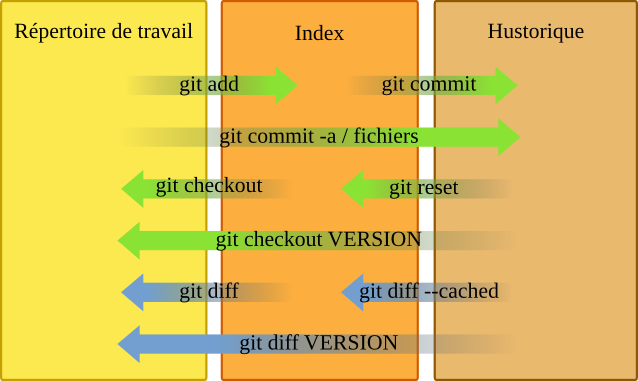 Répertoire de travail
Index
Hustorique
git add
git commit
git commit -a / fichiers
git checkout
git reset
git checkout VERSION
git diff
git diff --cached
git diff VERSION